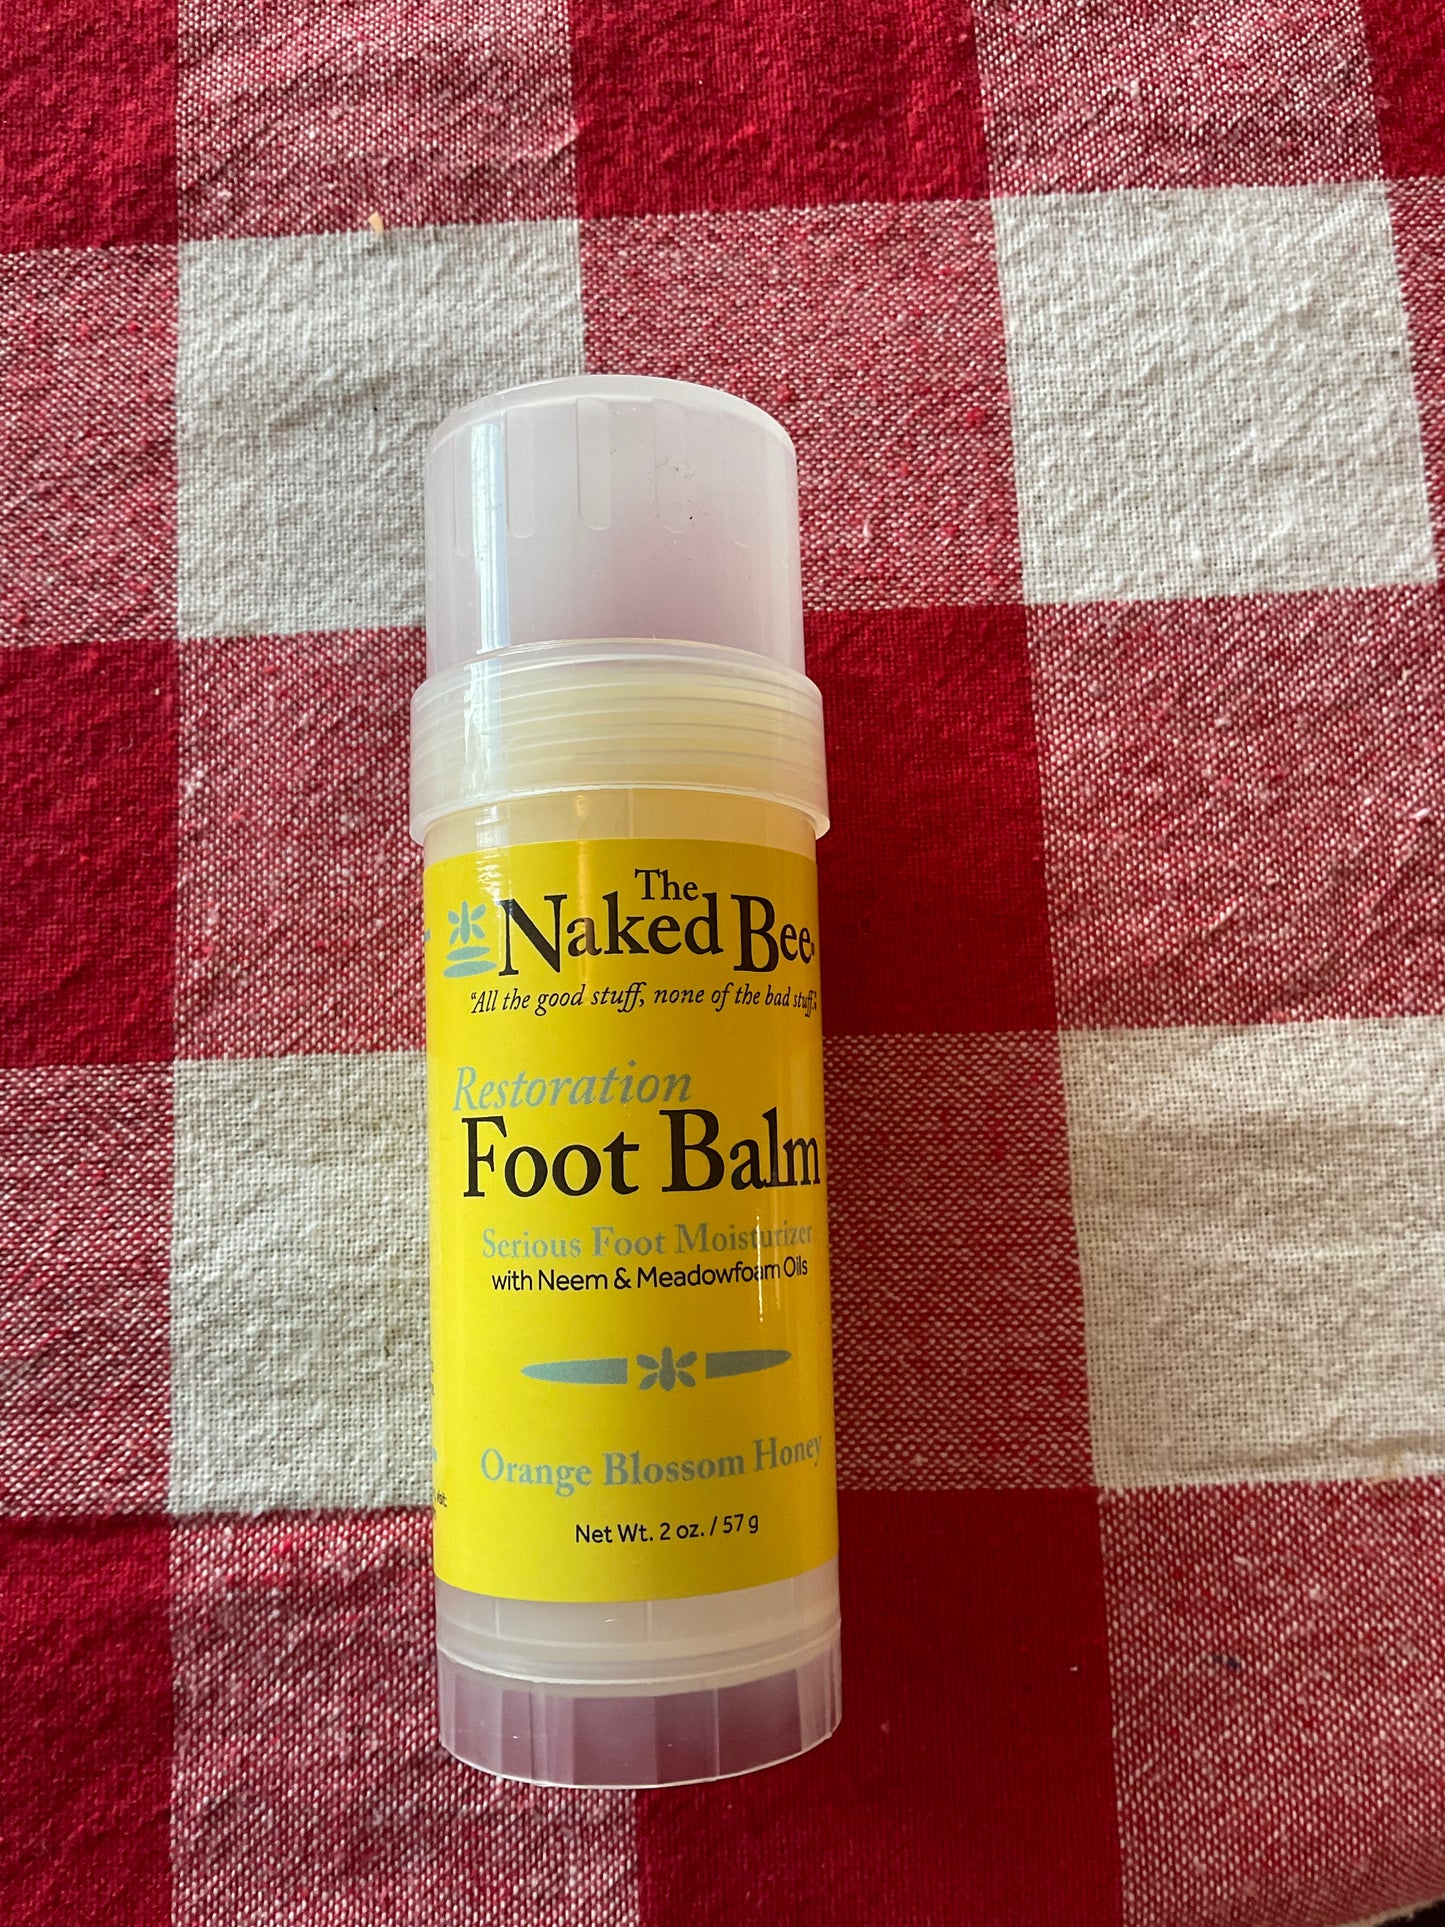 The
Naked Bee®
“All the good stuff, none of the bad stuff.”
Restoration
Foot Balm
Serious Foot Moisturizer
with Neem & Meadowfoam Oils
Orange Blossom Honey
Net Wt. 2 oz. / 57 g